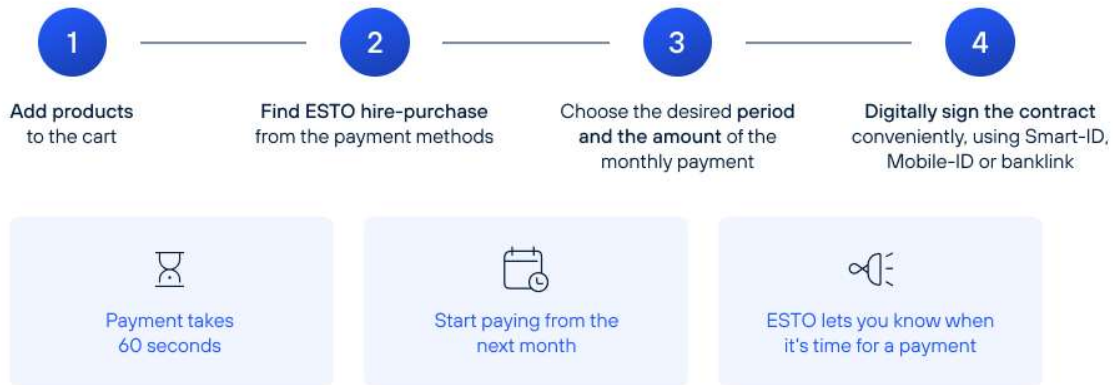 1
2
3
4
Add products
to the cart
Find ESTO hire-purchase
from the payment methods
Choose the desired period
and the amount of the
monthly payment
Digitally sign the contract
conveniently, using Smart-ID,
Mobile-ID or banklink
Payment takes
60 seconds
Start paying from the
next month
ESTO lets you know when
it's time for a payment